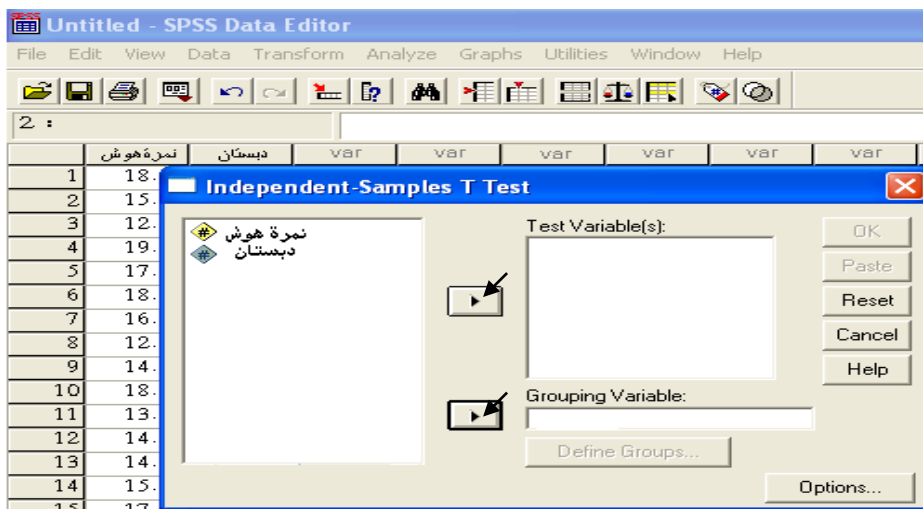 Untitled - SPSS Data Editor
File Edit View Data Transform Analyze Graphs Utilities Window Help
2 :
نمرۀهوش دبستان var var var var var var
1 18.
2 15.
3 12.
4 19.
5 17.
6 18.
7 16.
8 12.
9 14.
10 18.
11 13.
12 14.
13 14.
14 15.
15 17.
Independent-Samples T Test
نمرة هوش
دبستان
Test Variable(s):
Grouping Variable:
Define Groups...
OK
Paste
Reset
Cancel
Help
Options...